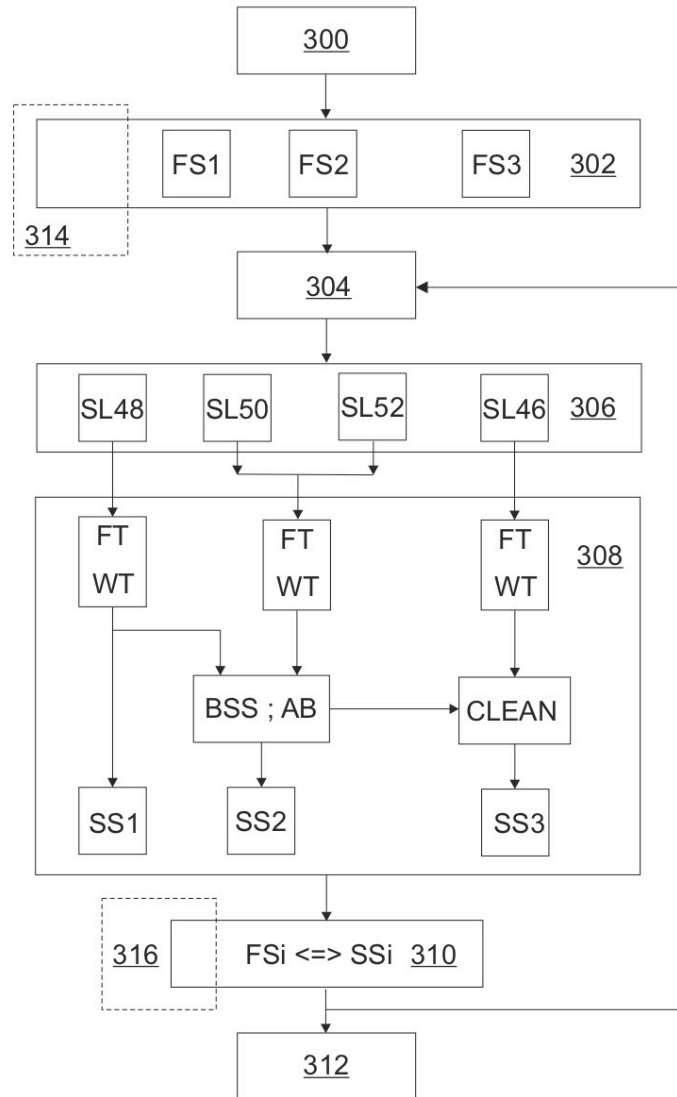 300
FS1 FS2 FS3 302
314
304
SL48 SL50 SL52 SL46 306
FT FT FT 308
WT WT WT
BSS ; AB CLEAN
SS1 SS2 SS3
316 FSi <=> SSi 310
312